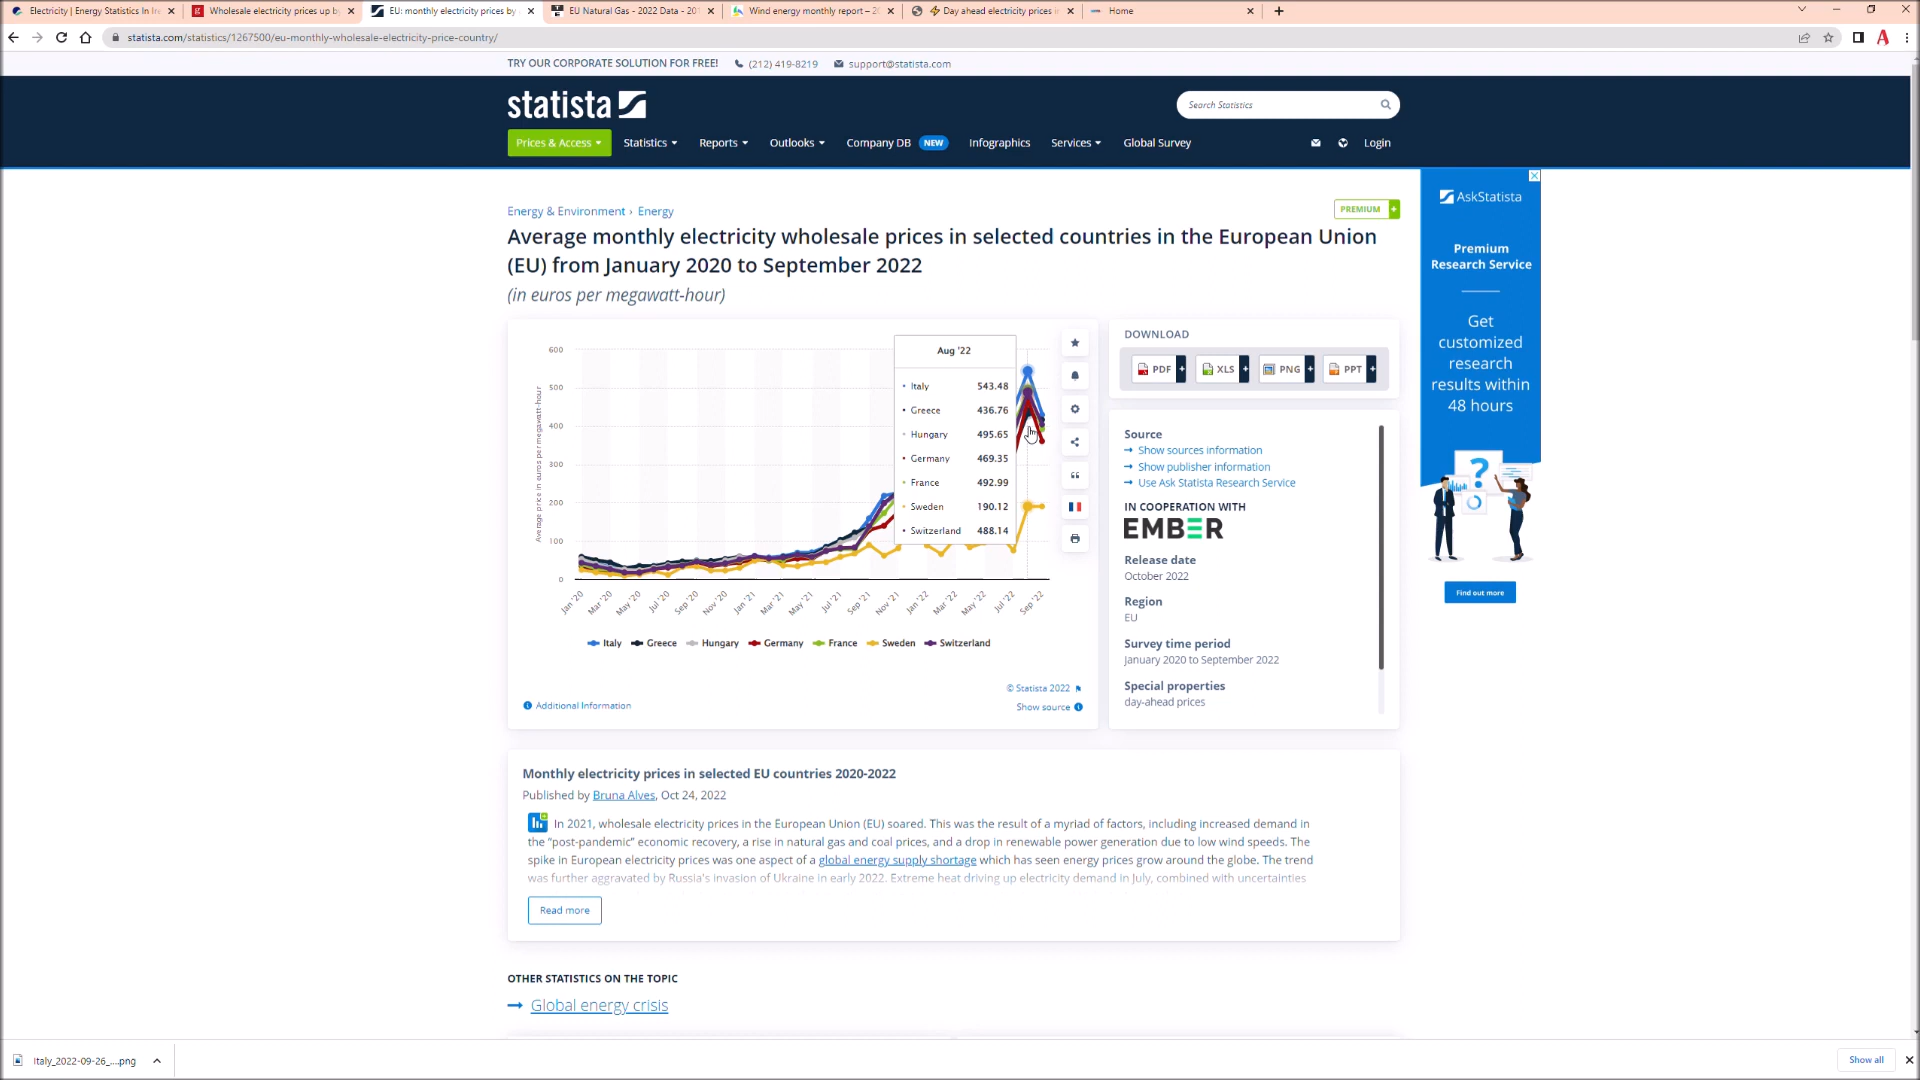 Electricity | Energy Statistics In Ire
Wholesale electricity prices up by
EU: monthly electricity prices by
EU Natural Gas - 2022 Data - 201
Wind energy monthly report – 20
Day ahead electricity prices in
Home
statista.com/statistics/1267500/eu-monthly-wholesale-electricity-price-country/
TRY OUR CORPORATE SOLUTION FOR FREE!
(212) 419-8219
support@statista.com
statista
Search Statistics
Prices & Access
Statistics
Reports
Outlooks
Company DB
NEW
Infographics
Services
Global Survey
Login
Energy & Environment › Energy
PREMIUM +
Average monthly electricity wholesale prices in selected countries in the European Union
(EU) from January 2020 to September 2022
(in euros per megawatt-hour)
Average price in euros per megawatt-hour
600
500
400
300
200
100
0
Jan '20
Mar '20
May '20
Jul '20
Sep '20
Nov '20
Jan '21
Mar '21
May '21
Jul '21
Sep '21
Nov '21
Jan '22
Mar '22
May '22
Jul '22
Sep '22
Aug '22
Italy 543.48
Greece 436.76
Hungary 495.65
Germany 469.35
France 492.99
Sweden 190.12
Switzerland 488.14
Italy Greece Hungary Germany France Sweden Switzerland
© Statista 2022
Additional Information
Show source
DOWNLOAD
PDF +
XLS +
PNG +
PPT +
Source
→ Show sources information
→ Show publisher information
→ Use Ask Statista Research Service
IN COOPERATION WITH
EMBER
Release date
October 2022
Region
EU
Survey time period
January 2020 to September 2022
Special properties
day-ahead prices
AskStatista
Premium
Research Service
Get
customized
research
results within
48 hours
?
Find out more
Monthly electricity prices in selected EU countries 2020-2022
Published by Bruna Alves, Oct 24, 2022
In 2021, wholesale electricity prices in the European Union (EU) soared. This was the result of a myriad of factors, including increased demand in
the “post-pandemic” economic recovery, a rise in natural gas and coal prices, and a drop in renewable power generation due to low wind speeds. The
spike in European electricity prices was one aspect of a global energy supply shortage which has seen energy prices grow around the globe. The trend
was further aggravated by Russia's invasion of Ukraine in early 2022. Extreme heat driving up electricity demand in July, combined with uncertainties
Read more
OTHER STATISTICS ON THE TOPIC
→ Global energy crisis
Italy_2022-09-26_....png
Show all